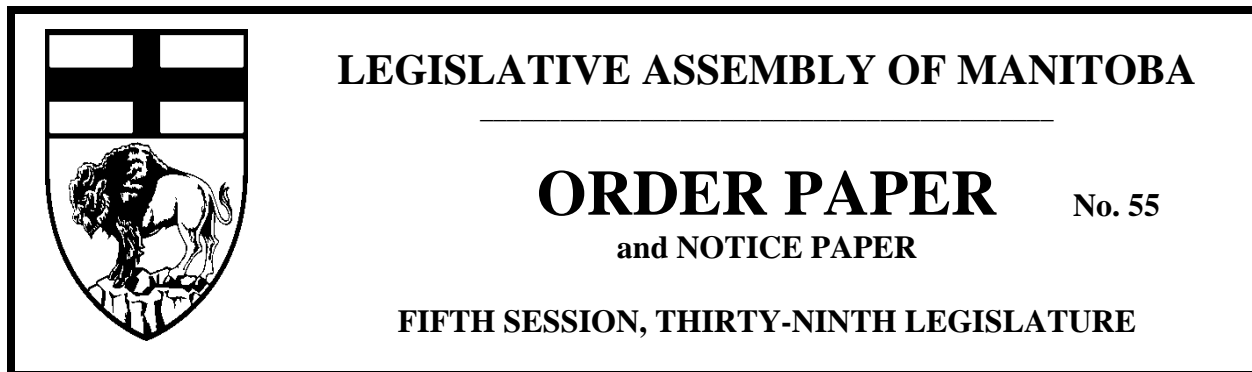 LEGISLATIVE ASSEMBLY OF MANITOBA
ORDER PAPER No. 55
and NOTICE PAPER
FIFTH SESSION, THIRTY-NINTH LEGISLATURE